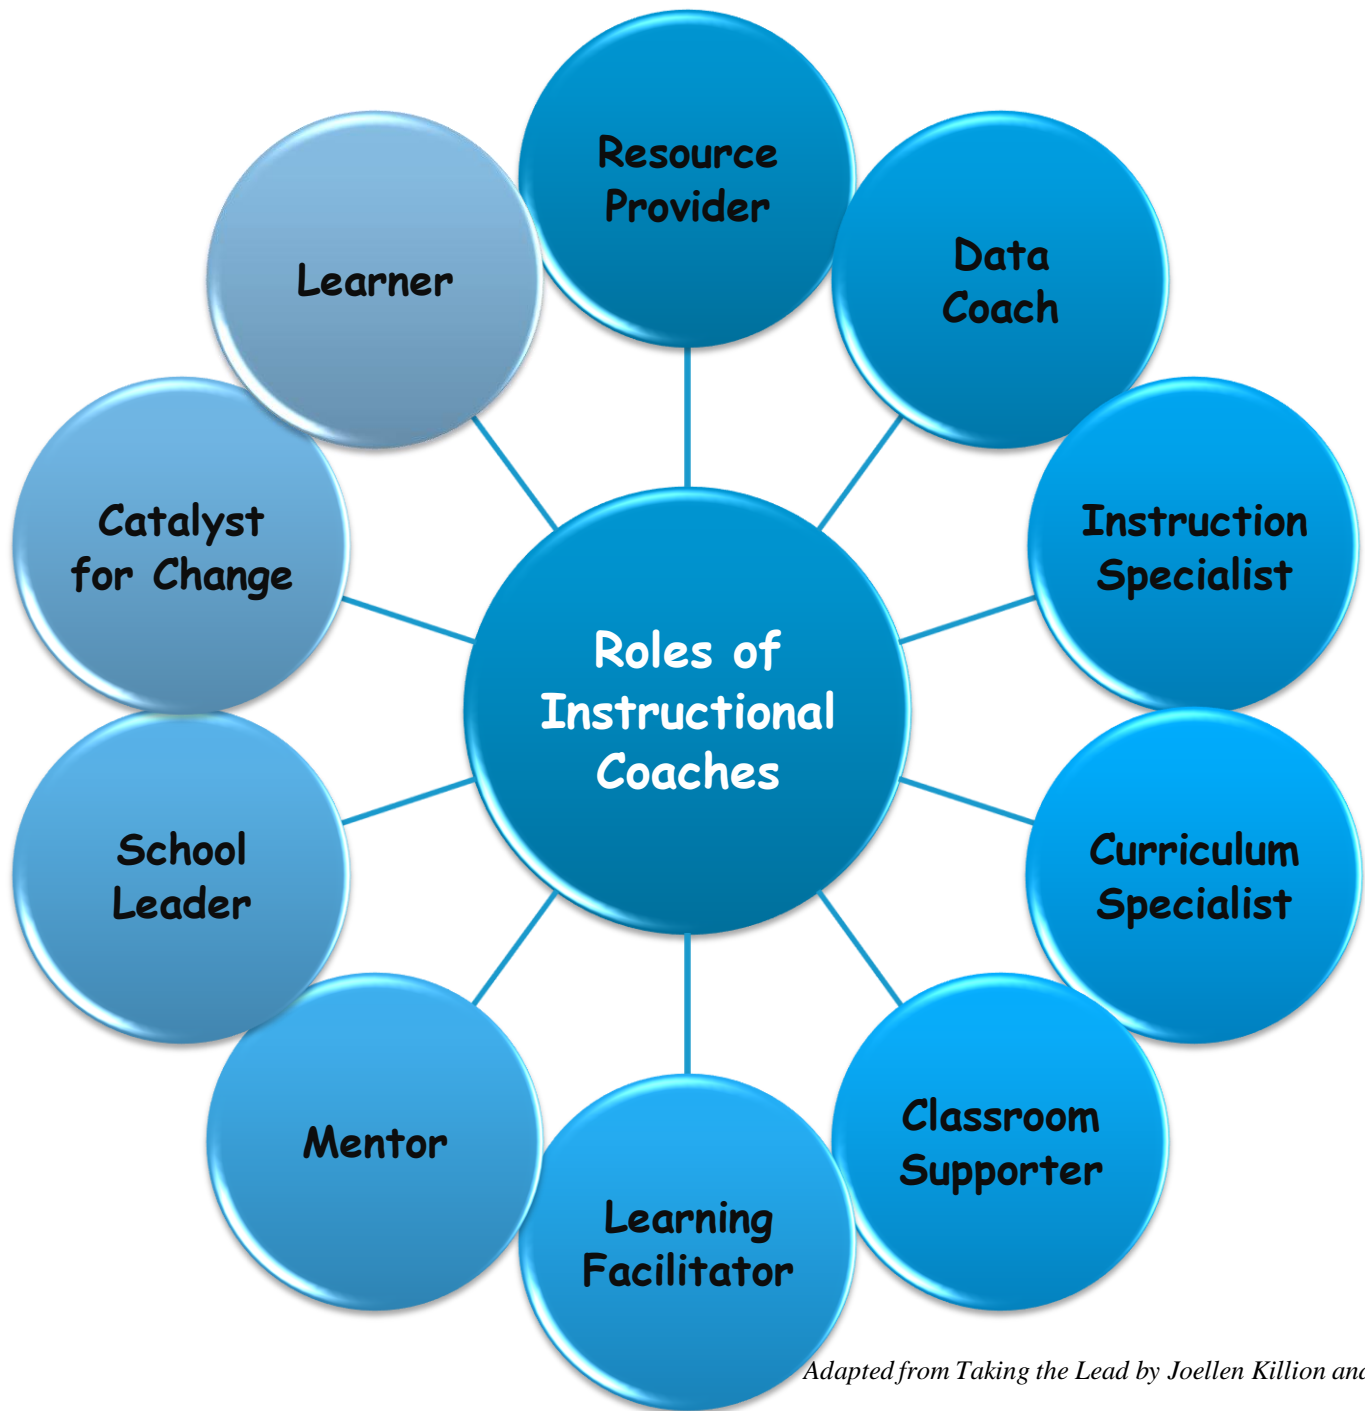 Resource
Provider
Data
Coach
Instruction
Specialist
Curriculum
Specialist
Classroom
Supporter
Learning
Facilitator
Mentor
School
Leader
Catalyst
for Change
Learner
Roles of
Instructional
Coaches
Adapted from Taking the Lead by Joellen Killion and